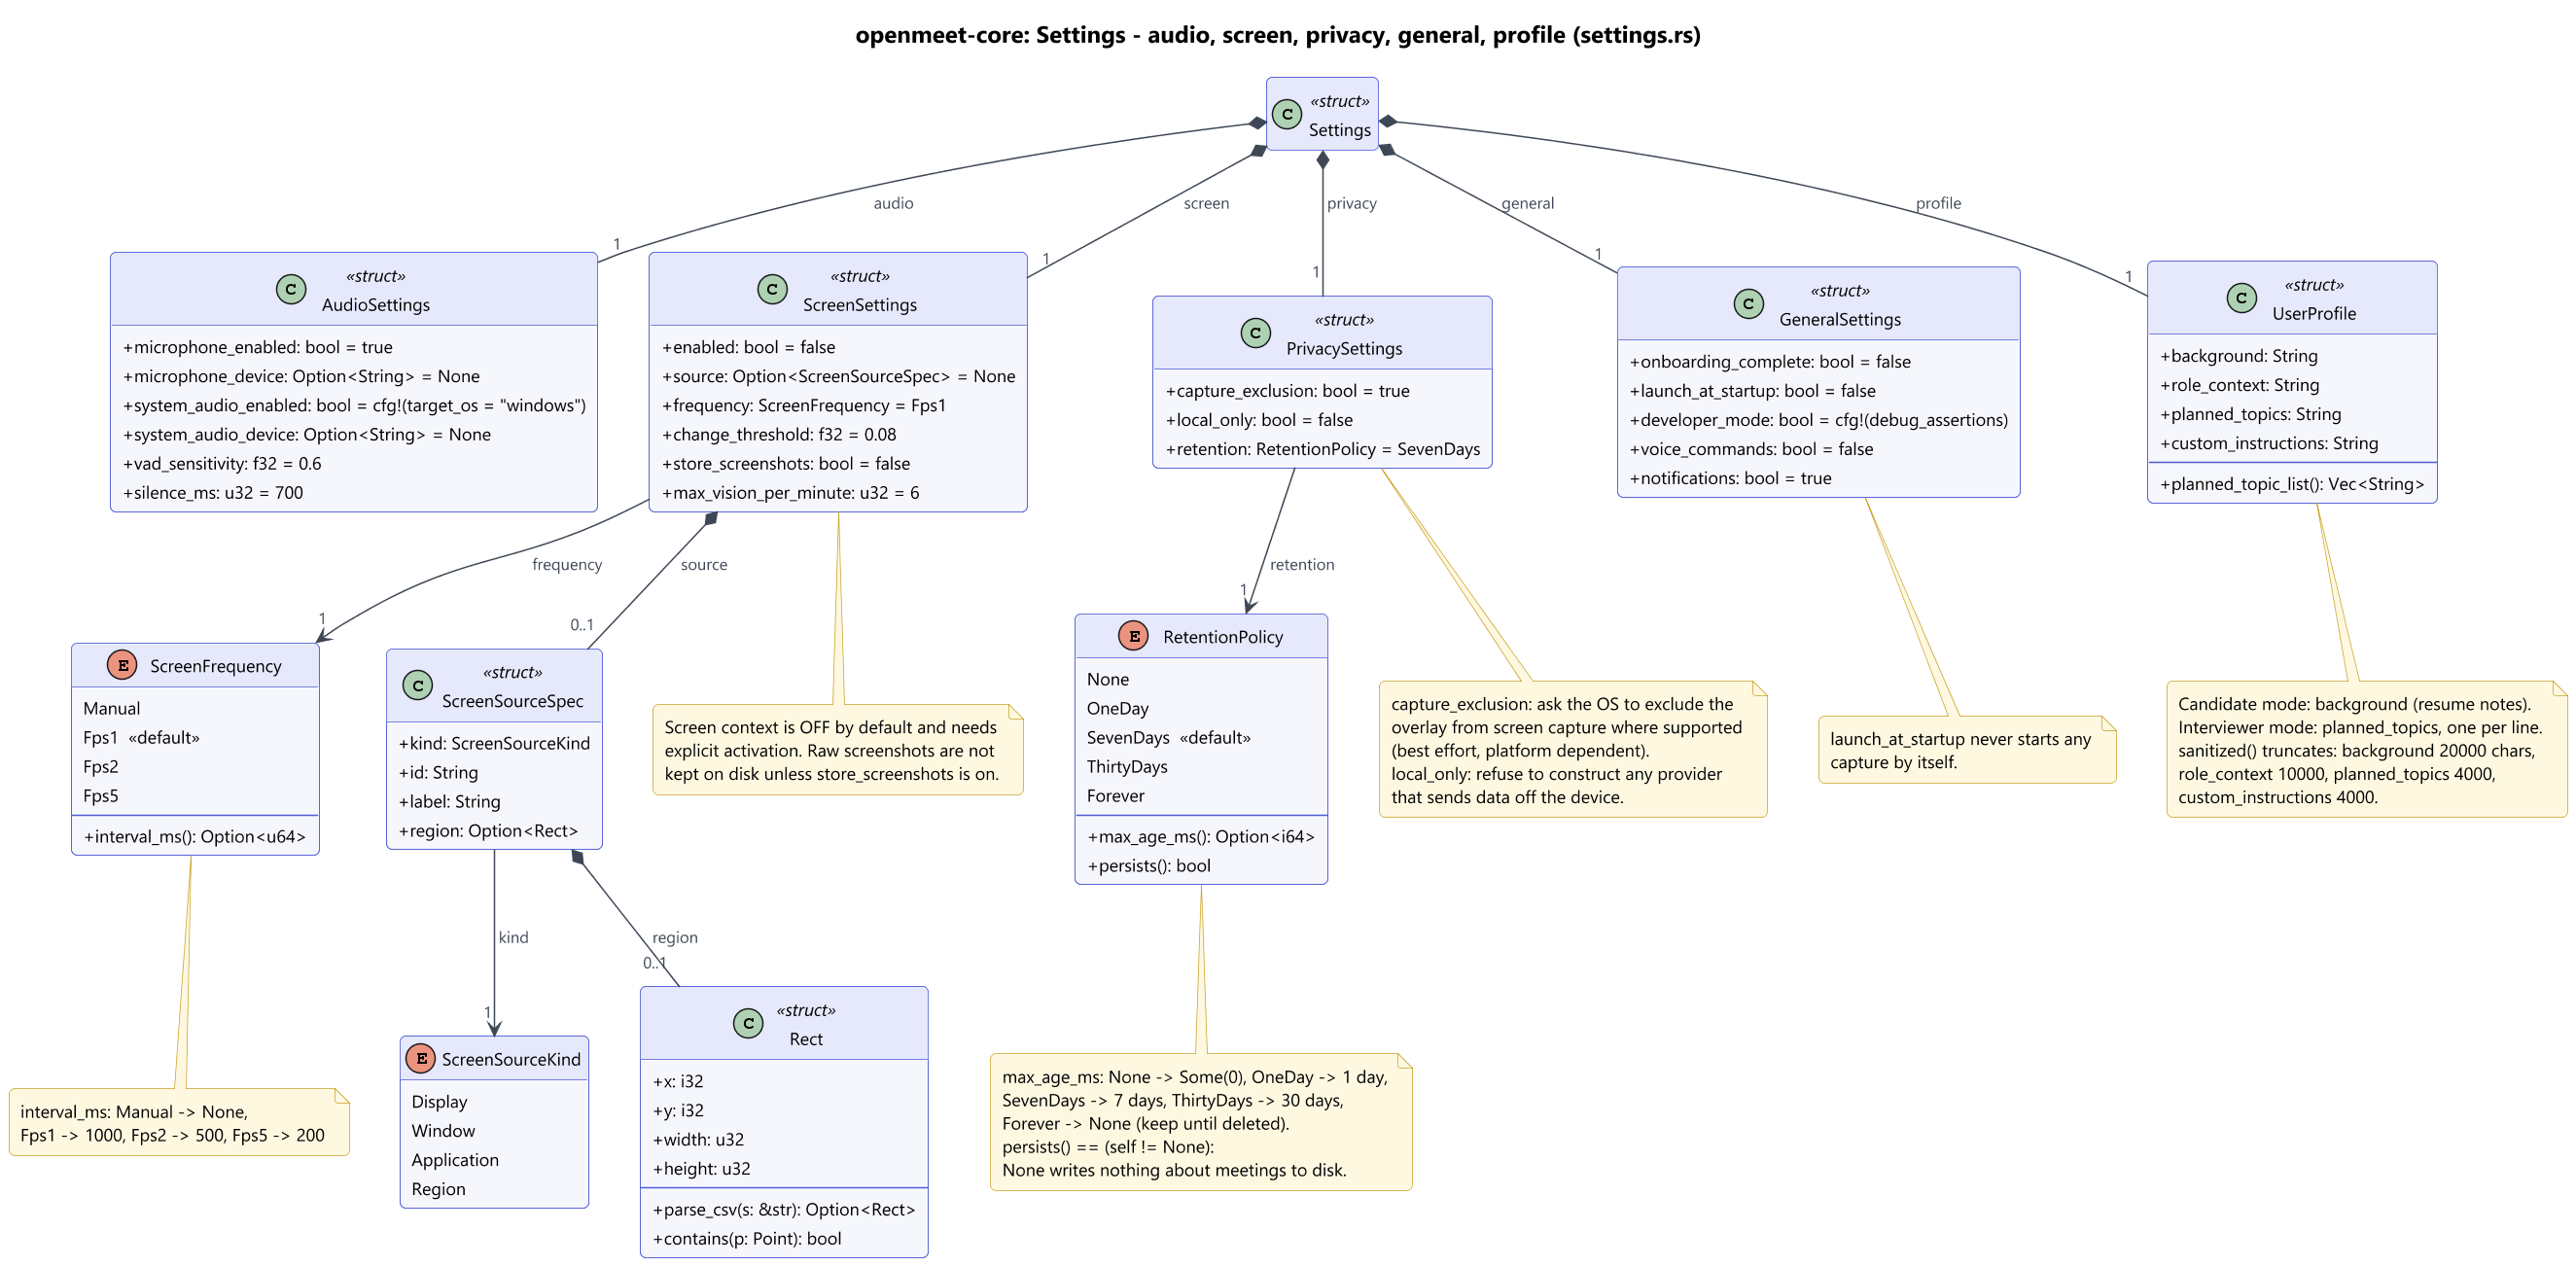 openmeet-core: Settings - audio, screen, privacy, general, profile (settings.rs)
C
«struct»
Settings
audio
screen
privacy
general
profile
1
1
1
1
1
C
«struct»
AudioSettings
+microphone_enabled: bool = true
+microphone_device: Option<String> = None
+system_audio_enabled: bool = cfg!(target_os = "windows")
+system_audio_device: Option<String> = None
+vad_sensitivity: f32 = 0.6
+silence_ms: u32 = 700
C
«struct»
ScreenSettings
+enabled: bool = false
+source: Option<ScreenSourceSpec> = None
+frequency: ScreenFrequency = Fps1
+change_threshold: f32 = 0.08
+store_screenshots: bool = false
+max_vision_per_minute: u32 = 6
C
«struct»
PrivacySettings
+capture_exclusion: bool = true
+local_only: bool = false
+retention: RetentionPolicy = SevenDays
C
«struct»
GeneralSettings
+onboarding_complete: bool = false
+launch_at_startup: bool = false
+developer_mode: bool = cfg!(debug_assertions)
+voice_commands: bool = false
+notifications: bool = true
C
«struct»
UserProfile
+background: String
+role_context: String
+planned_topics: String
+custom_instructions: String
+planned_topic_list(): Vec<String>
frequency
source
retention
1
0..1
1
E
ScreenFrequency
Manual
Fps1 «default»
Fps2
Fps5
+interval_ms(): Option<u64>
C
«struct»
ScreenSourceSpec
+kind: ScreenSourceKind
+id: String
+label: String
+region: Option<Rect>
Screen context is OFF by default and needs
explicit activation. Raw screenshots are not
kept on disk unless store_screenshots is on.
E
RetentionPolicy
None
OneDay
SevenDays «default»
ThirtyDays
Forever
+max_age_ms(): Option<i64>
+persists(): bool
capture_exclusion: ask the OS to exclude the
overlay from screen capture where supported
(best effort, platform dependent).
local_only: refuse to construct any provider
that sends data off the device.
launch_at_startup never starts any
capture by itself.
Candidate mode: background (resume notes).
Interviewer mode: planned_topics, one per line.
sanitized() truncates: background 20000 chars,
role_context 10000, planned_topics 4000,
custom_instructions 4000.
kind
region
1
0..1
interval_ms: Manual -> None,
Fps1 -> 1000, Fps2 -> 500, Fps5 -> 200
E
ScreenSourceKind
Display
Window
Application
Region
C
«struct»
Rect
+x: i32
+y: i32
+width: u32
+height: u32
+parse_csv(s: &str): Option<Rect>
+contains(p: Point): bool
max_age_ms: None -> Some(0), OneDay -> 1 day,
SevenDays -> 7 days, ThirtyDays -> 30 days,
Forever -> None (keep until deleted).
persists() == (self != None):
None writes nothing about meetings to disk.